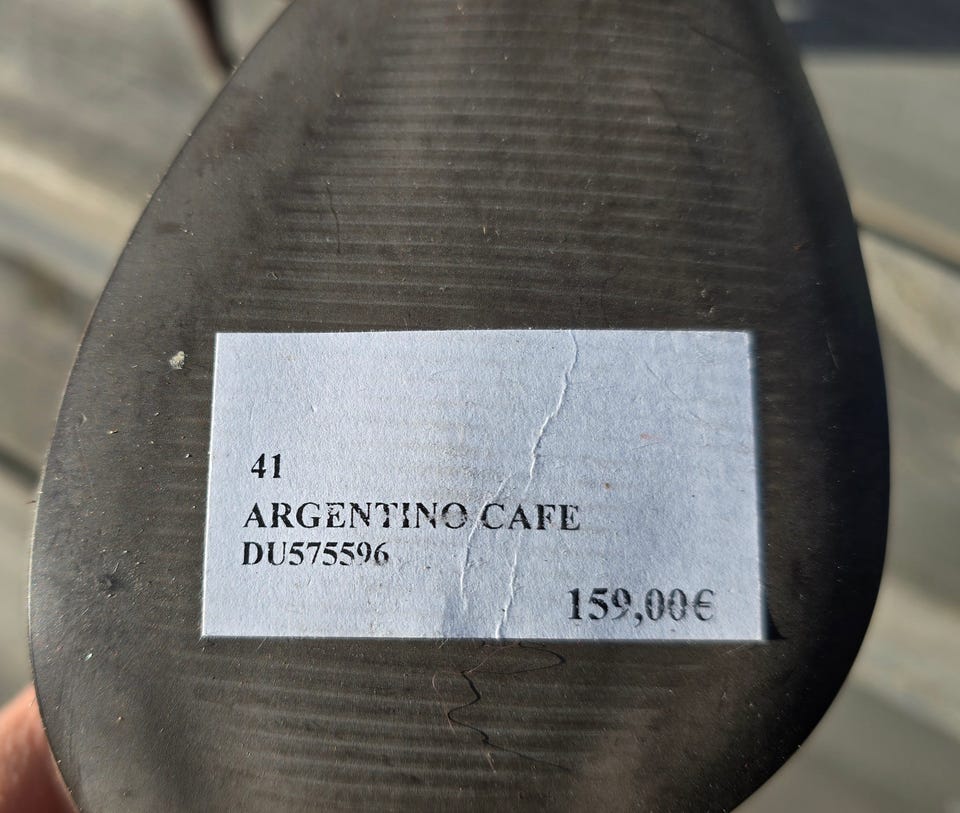 41
ARGENTINO CAFE
DU575596
159,00€